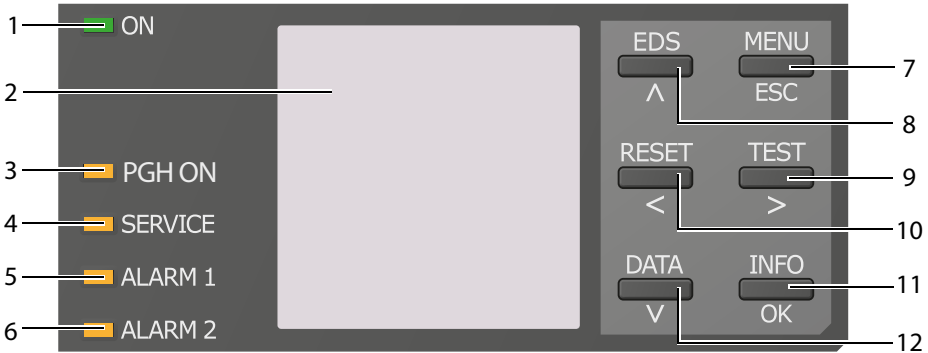 1 ON
2
3 PGH ON
4 SERVICE
5 ALARM 1
6 ALARM 2
EDS MENU
7
∧ ESC
8
RESET TEST
9
< >
10
DATA INFO
11
∨ OK
12